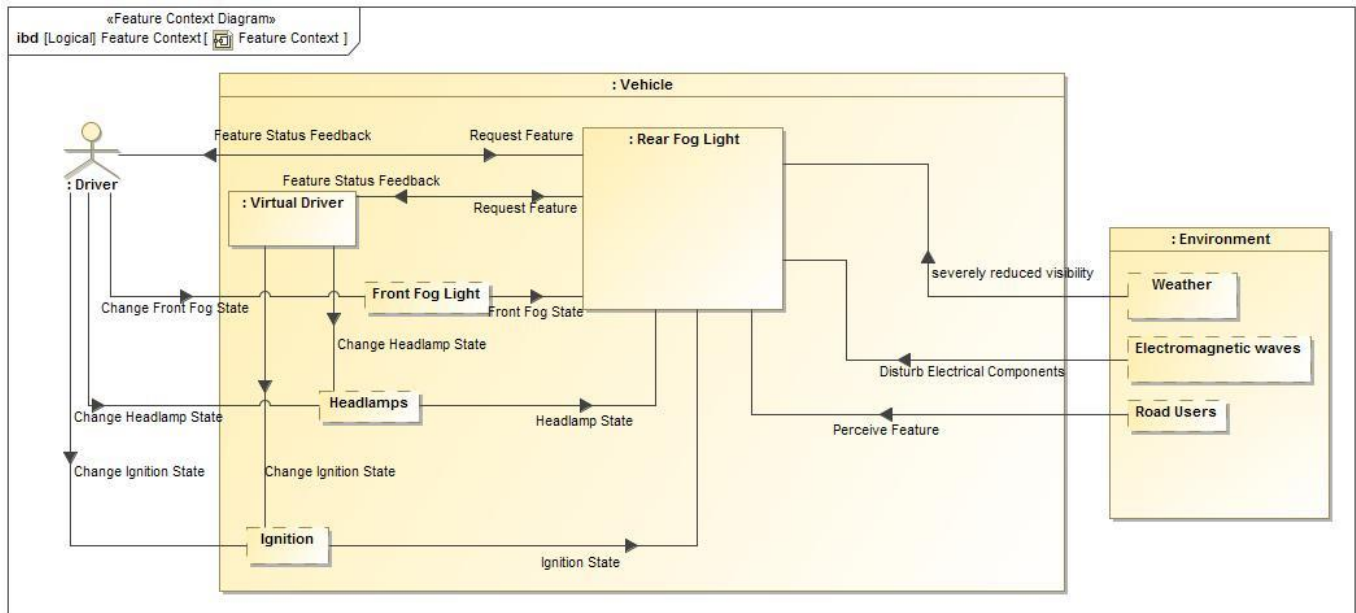 «Feature Context Diagram»
ibd [Logical] Feature Context [ Feature Context ]
: Vehicle
Feature Status Feedback
Request Feature
: Rear Fog Light
: Driver
Feature Status Feedback
: Virtual Driver
Request Feature
: Environment
severely reduced visibility
Weather
Front Fog Light
Change Front Fog State
Front Fog State
Change Headlamp State
Electromagnetic waves
Disturb Electrical Components
Headlamps
Change Headlamp State
Headlamp State
Road Users
Perceive Feature
Change Ignition State
Change Ignition State
Ignition
Ignition State